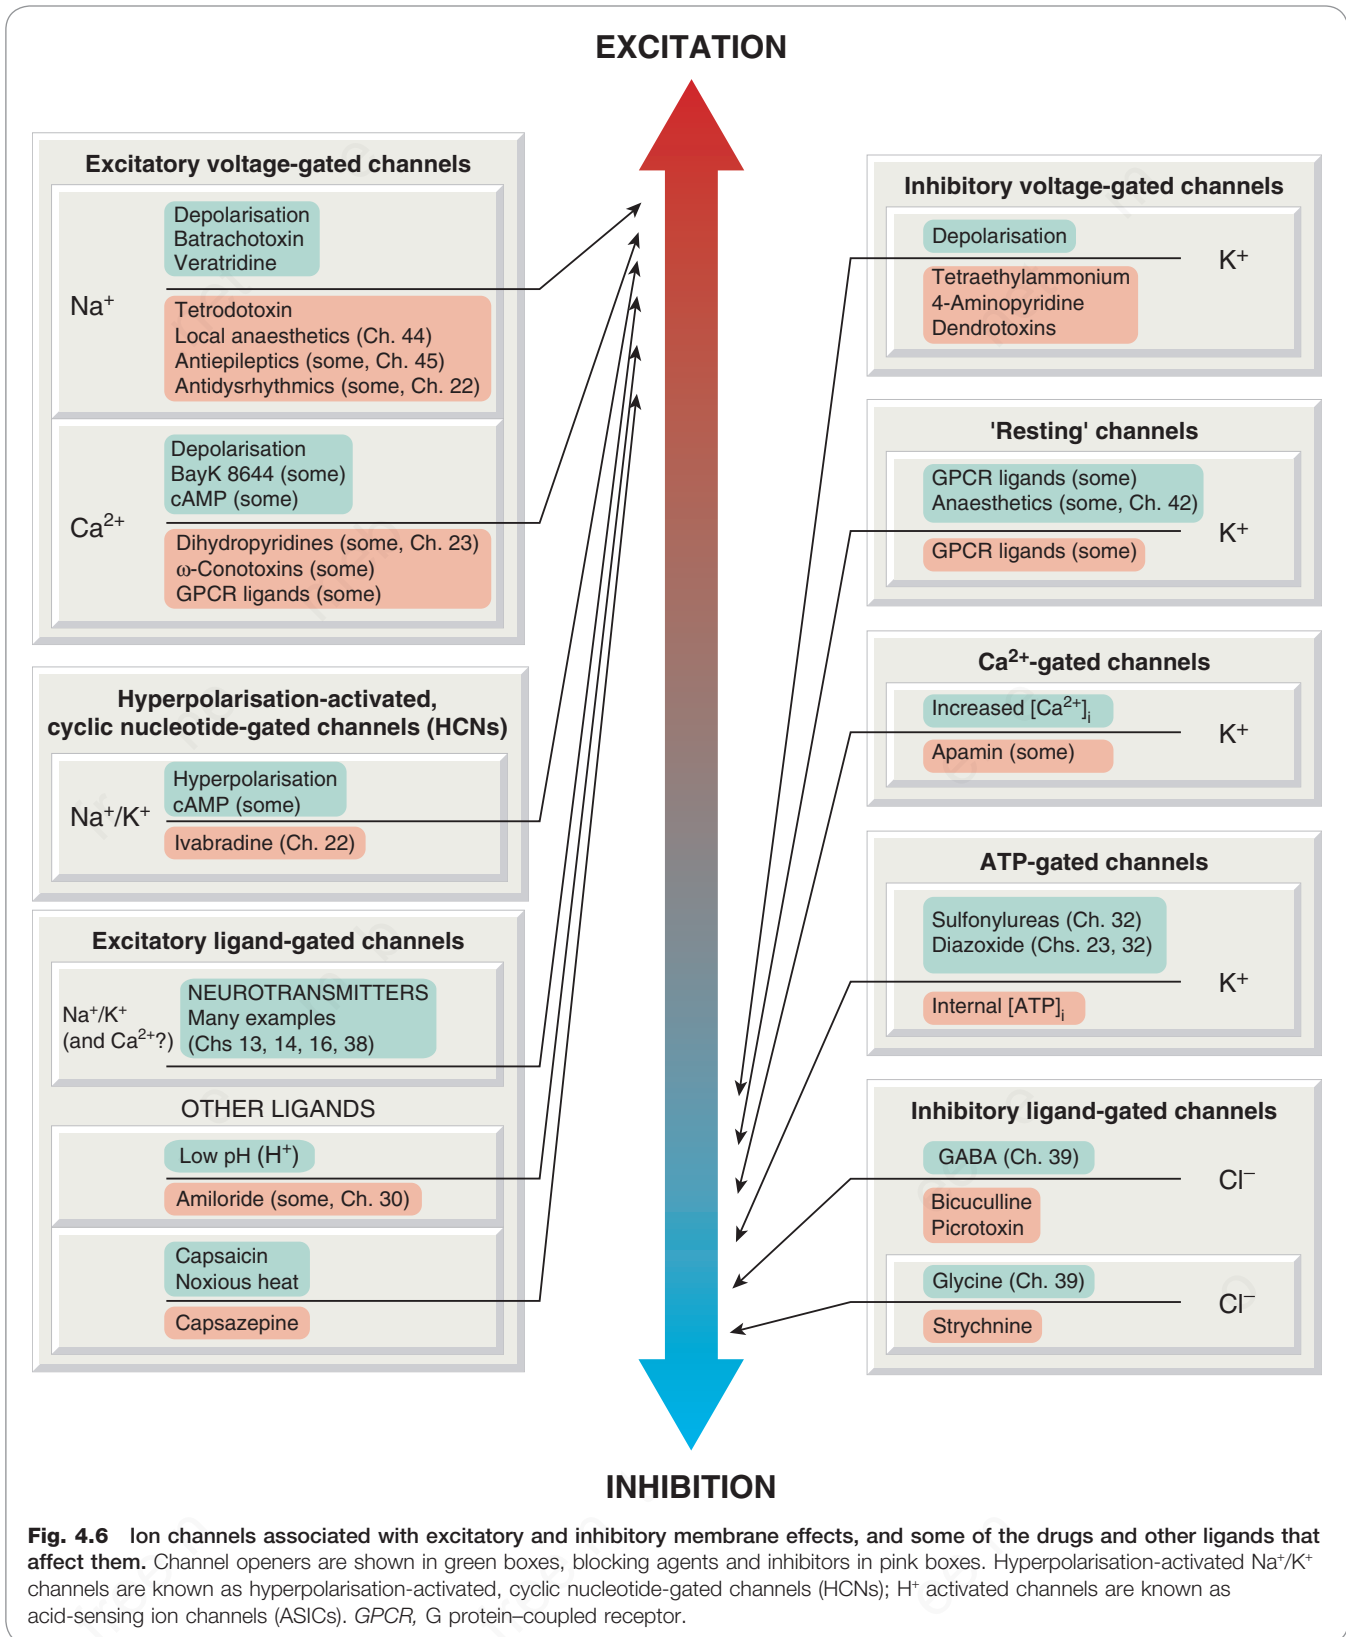 EXCITATION
Excitatory voltage-gated channels
Na⁺
Depolarisation
Batrachotoxin
Veratridine
Tetrodotoxin
Local anaesthetics (Ch. 44)
Antiepileptics (some, Ch. 45)
Antidysrhythmics (some, Ch. 22)
Ca²⁺
Depolarisation
BayK 8644 (some)
cAMP (some)
Dihydropyridines (some, Ch. 23)
ω-Conotoxins (some)
GPCR ligands (some)
Hyperpolarisation-activated,
cyclic nucleotide-gated channels (HCNs)
Na⁺/K⁺
Hyperpolarisation
cAMP (some)
Ivabradine (Ch. 22)
Excitatory ligand-gated channels
Na⁺/K⁺
(and Ca²⁺?)
NEUROTRANSMITTERS
Many examples
(Chs 13, 14, 16, 38)
OTHER LIGANDS
Low pH (H⁺)
Amiloride (some, Ch. 30)
Capsaicin
Noxious heat
Capsazepine
Inhibitory voltage-gated channels
Depolarisation
K⁺
Tetraethylammonium
4-Aminopyridine
Dendrotoxins
'Resting' channels
GPCR ligands (some)
Anaesthetics (some, Ch. 42)
K⁺
GPCR ligands (some)
Ca²⁺-gated channels
Increased [Ca²⁺]ᵢ
K⁺
Apamin (some)
ATP-gated channels
Sulfonylureas (Ch. 32)
Diazoxide (Chs. 23, 32)
K⁺
Internal [ATP]ᵢ
Inhibitory ligand-gated channels
GABA (Ch. 39)
Cl⁻
Bicuculline
Picrotoxin
Glycine (Ch. 39)
Cl⁻
Strychnine
INHIBITION
Fig. 4.6 Ion channels associated with excitatory and inhibitory membrane effects, and some of the drugs and other ligands that
affect them. Channel openers are shown in green boxes, blocking agents and inhibitors in pink boxes. Hyperpolarisation-activated Na⁺/K⁺
channels are known as hyperpolarisation-activated, cyclic nucleotide-gated channels (HCNs); H⁺ activated channels are known as
acid-sensing ion channels (ASICs). GPCR, G protein–coupled receptor.